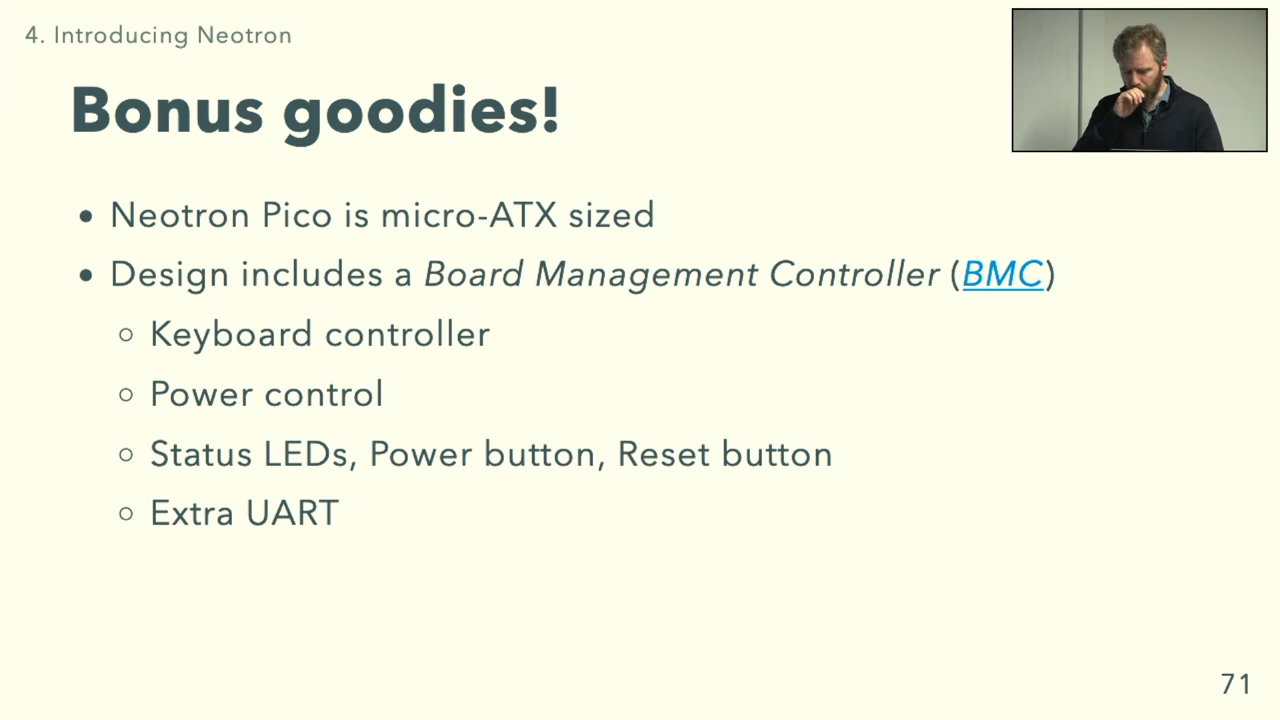 4. Introducing Neotron
Bonus goodies!
• Neotron Pico is micro-ATX sized
• Design includes a Board Management Controller (BMC)
○ Keyboard controller
○ Power control
○ Status LEDs, Power button, Reset button
○ Extra UART
71